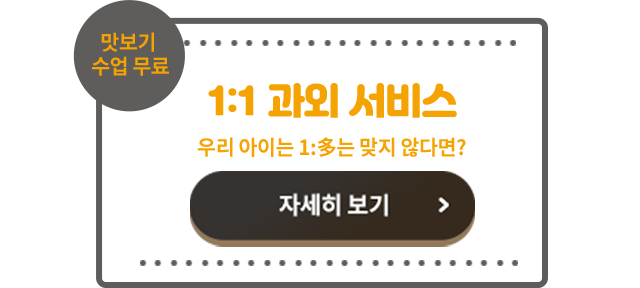 맛보기
수업 무료
1:1 과외 서비스
우리 아이는 1:多는 맞지 않다면?
자세히 보기